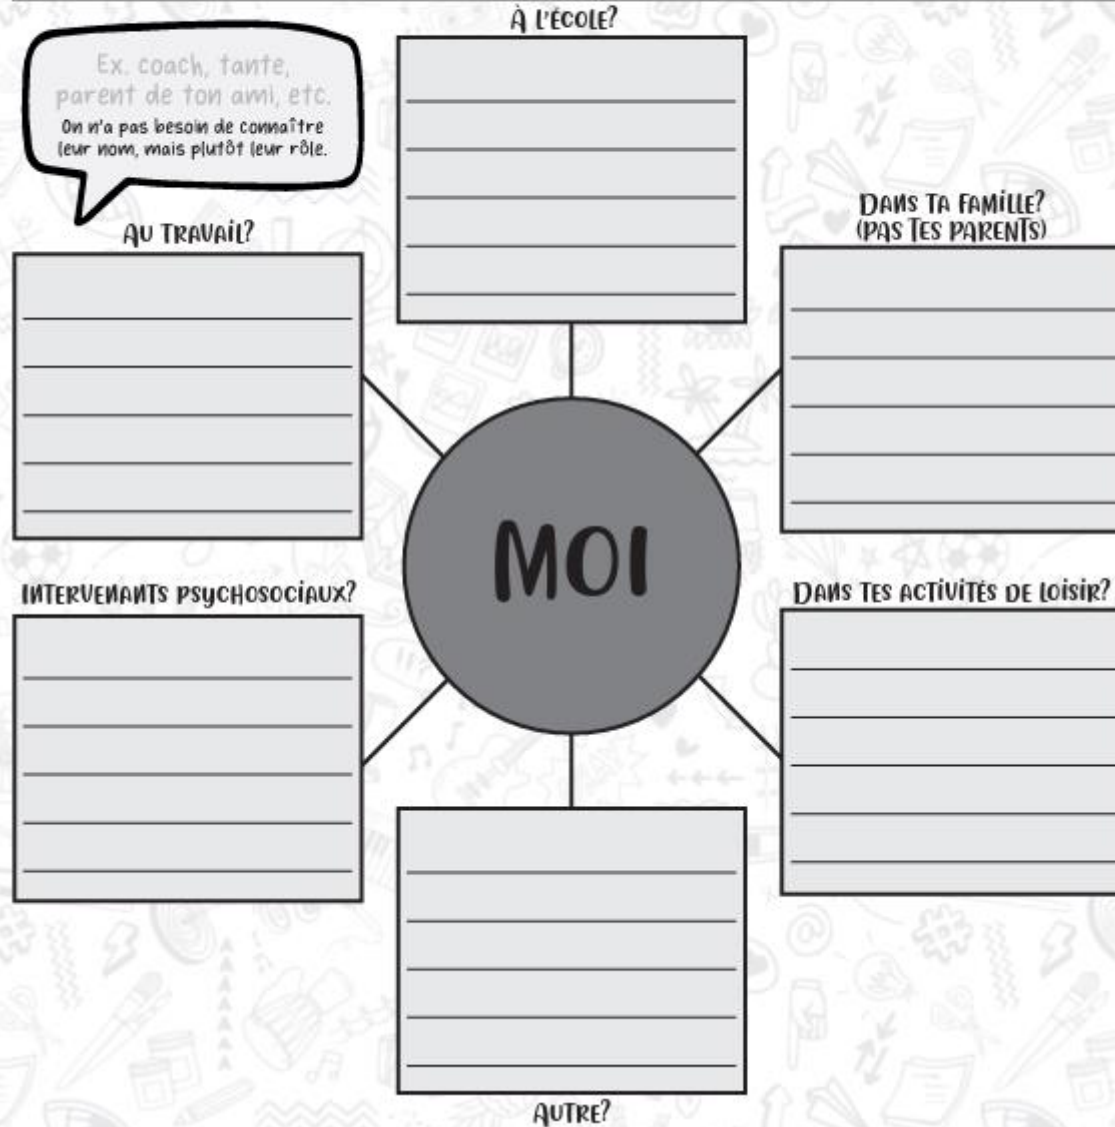 À L'ÉCOLE?
Ex. coach, tante,
parent de ton ami, etc.
On n'a pas besoin de connaître
leur nom, mais plutôt leur rôle.
AU TRAVAIL?
DANS TA FAMILLE?
(PAS TES PARENTS)
MOI
INTERVENANTS PSYCHOSOCIAUX?
DANS TES ACTIVITÉS DE LOISIR?
AUTRE?